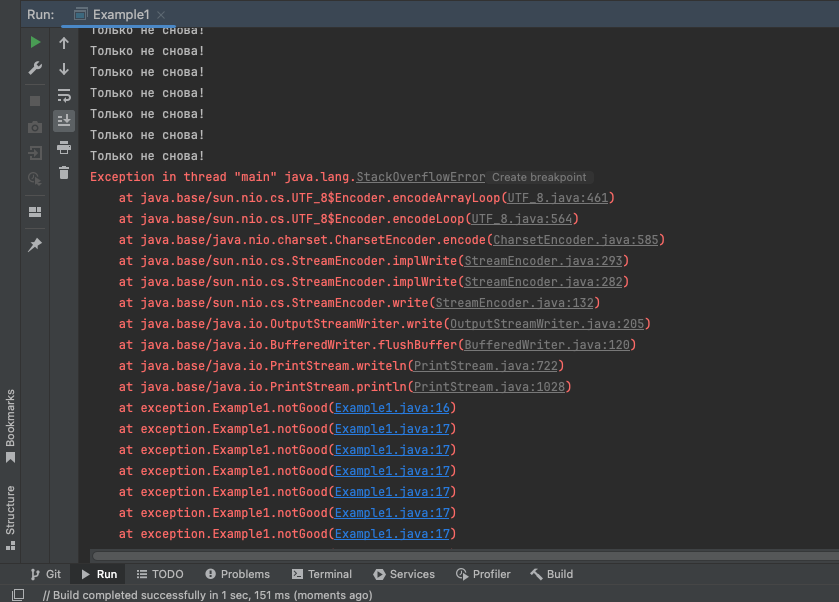 Run:
Example1
Только не снова!
Только не снова!
Только не снова!
Только не снова!
Только не снова!
Только не снова!
Только не снова!
Exception in thread "main" java.lang.StackOverflowError Create breakpoint
at java.base/sun.nio.cs.UTF_8$Encoder.encodeArrayLoop(UTF_8.java:461)
at java.base/sun.nio.cs.UTF_8$Encoder.encodeLoop(UTF_8.java:564)
at java.base/java.nio.charset.CharsetEncoder.encode(CharsetEncoder.java:585)
at java.base/sun.nio.cs.StreamEncoder.implWrite(StreamEncoder.java:293)
at java.base/sun.nio.cs.StreamEncoder.implWrite(StreamEncoder.java:282)
at java.base/sun.nio.cs.StreamEncoder.write(StreamEncoder.java:132)
at java.base/java.io.OutputStreamWriter.write(OutputStreamWriter.java:205)
at java.base/java.io.BufferedWriter.flushBuffer(BufferedWriter.java:120)
at java.base/java.io.PrintStream.writeln(PrintStream.java:722)
at java.base/java.io.PrintStream.println(PrintStream.java:1028)
at exception.Example1.notGood(Example1.java:16)
at exception.Example1.notGood(Example1.java:17)
at exception.Example1.notGood(Example1.java:17)
at exception.Example1.notGood(Example1.java:17)
at exception.Example1.notGood(Example1.java:17)
at exception.Example1.notGood(Example1.java:17)
at exception.Example1.notGood(Example1.java:17)
Bookmarks
Structure
Git
Run
TODO
Problems
Terminal
Services
Profiler
Build
// Build completed successfully in 1 sec, 151 ms (moments ago)